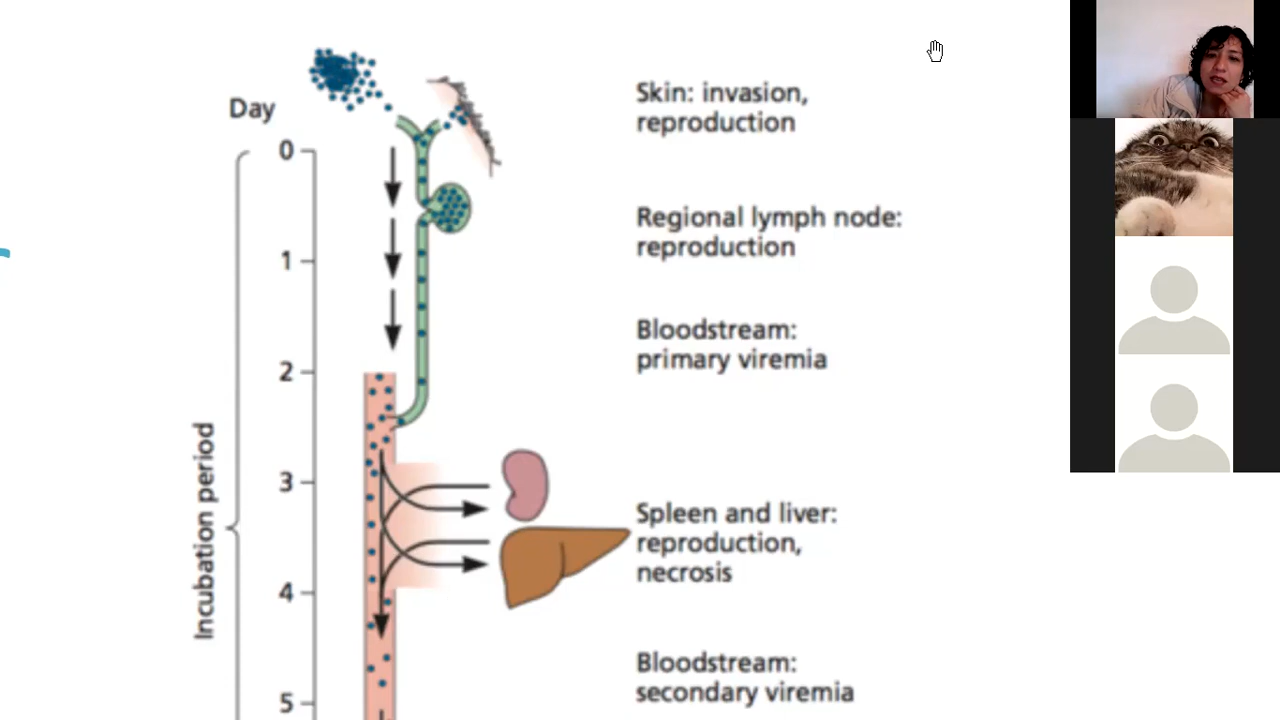 Day
0
Skin: invasion,
reproduction
Regional lymph node:
reproduction
1
Bloodstream:
primary viremia
2
Incubation period
3
Spleen and liver:
reproduction,
necrosis
4
Bloodstream:
secondary viremia
5